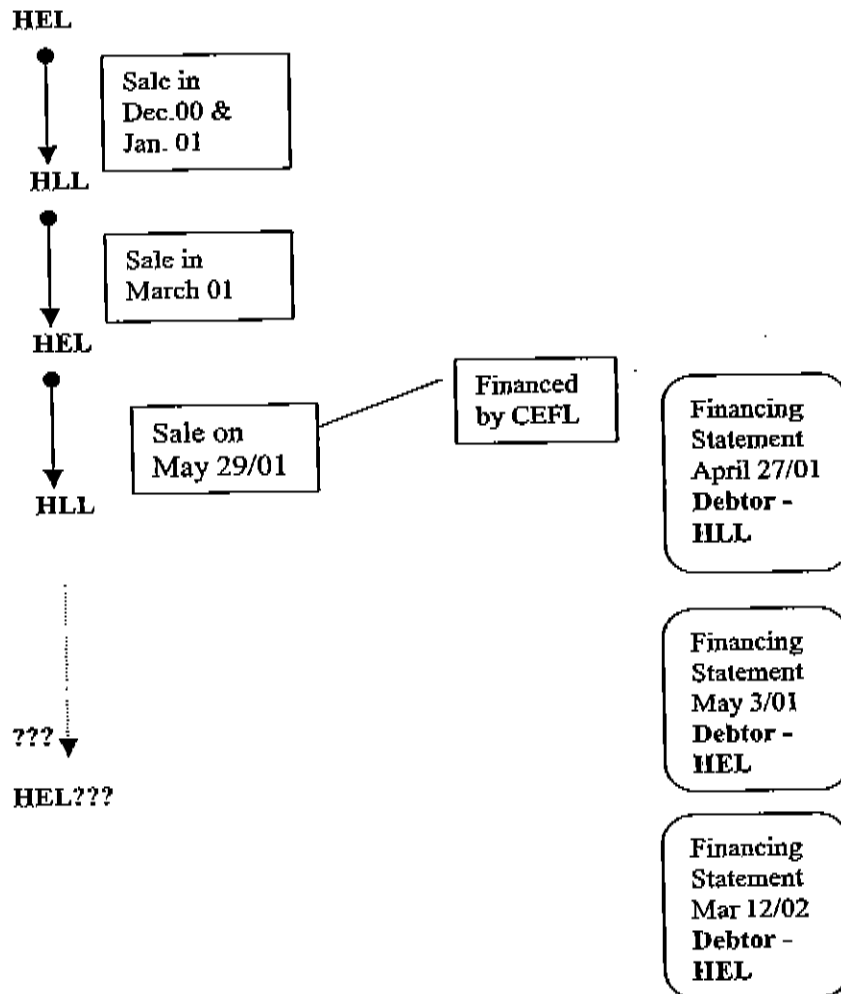 HEL
Sale in
Dec.00 &
Jan. 01
HLL
Sale in
March 01
HEL
Financed
by CEFL
Sale on
May 29/01
HLL
Financing
Statement
April 27/01
Debtor -
HLL
Financing
Statement
May 3/01
Debtor -
HEL
???
HEL???
Financing
Statement
Mar 12/02
Debtor -
HEL